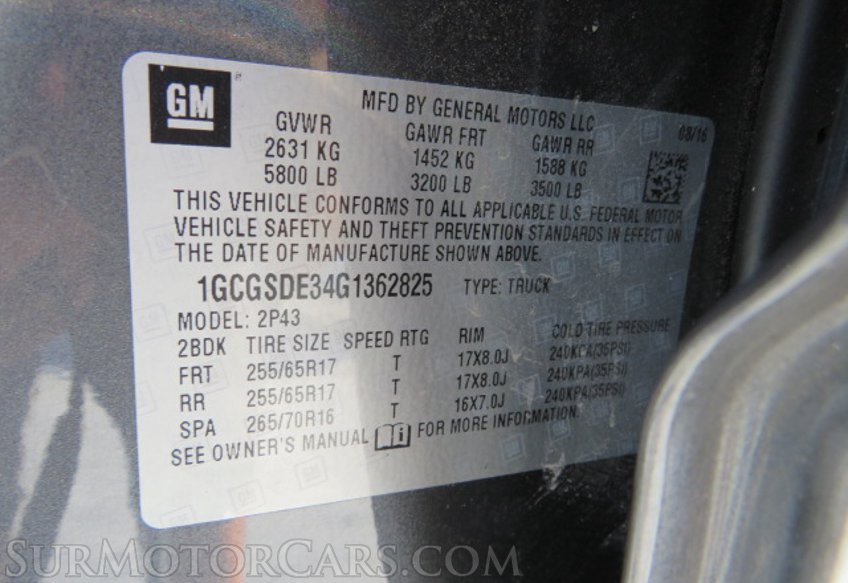 GM
MFD BY GENERAL MOTORS LLC
08/16
GVWR GAWR FRT GAWR RR
2631 KG 1452 KG 1588 KG
5800 LB 3200 LB 3500 LB
THIS VEHICLE CONFORMS TO ALL APPLICABLE U.S. FEDERAL MOTOR
VEHICLE SAFETY AND THEFT PREVENTION STANDARDS IN EFFECT ON
THE DATE OF MANUFACTURE SHOWN ABOVE.
1GCGSDE34G1362825 TYPE: TRUCK
MODEL: 2P43
2BDK TIRE SIZE SPEED RTG RIM COLD TIRE PRESSURE
FRT 255/65R17 T 17X8.0J 240KPA(35PSI)
RR 255/65R17 T 17X8.0J 240KPA(35PSI)
SPA 265/70R16 T 16X7.0J 240KPA(35PSI)
SEE OWNER'S MANUAL FOR MORE INFORMATION.
SURMOTORCARS.COM